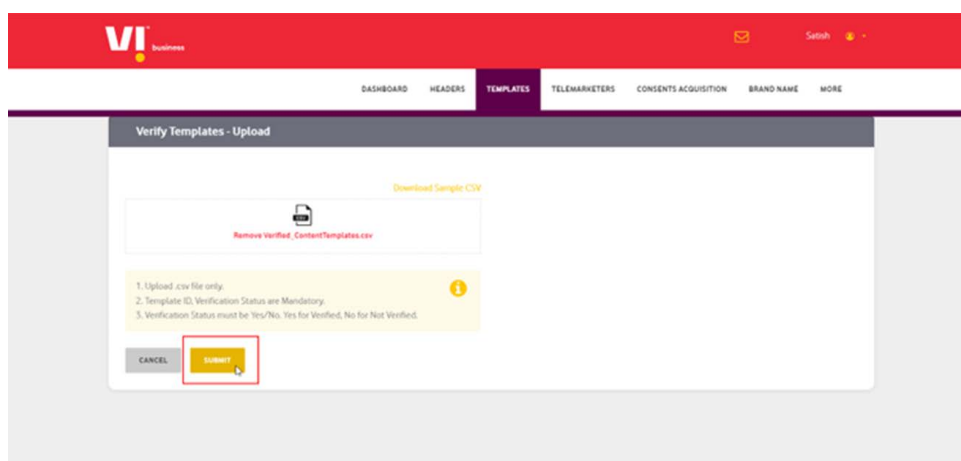 VI
business
Satish
DASHBOARD HEADERS TEMPLATES TELEMARKETERS CONSENTS ACQUISITION BRAND NAME MORE
Verify Templates - Upload
Download Sample CSV
CSV
Remove Verified_ContentTemplates.csv
1. Upload .csv file only.
2. Template ID, Verification Status are Mandatory.
3. Verification Status must be Yes/No. Yes for Verified, No for Not Verified.
CANCEL SUBMIT